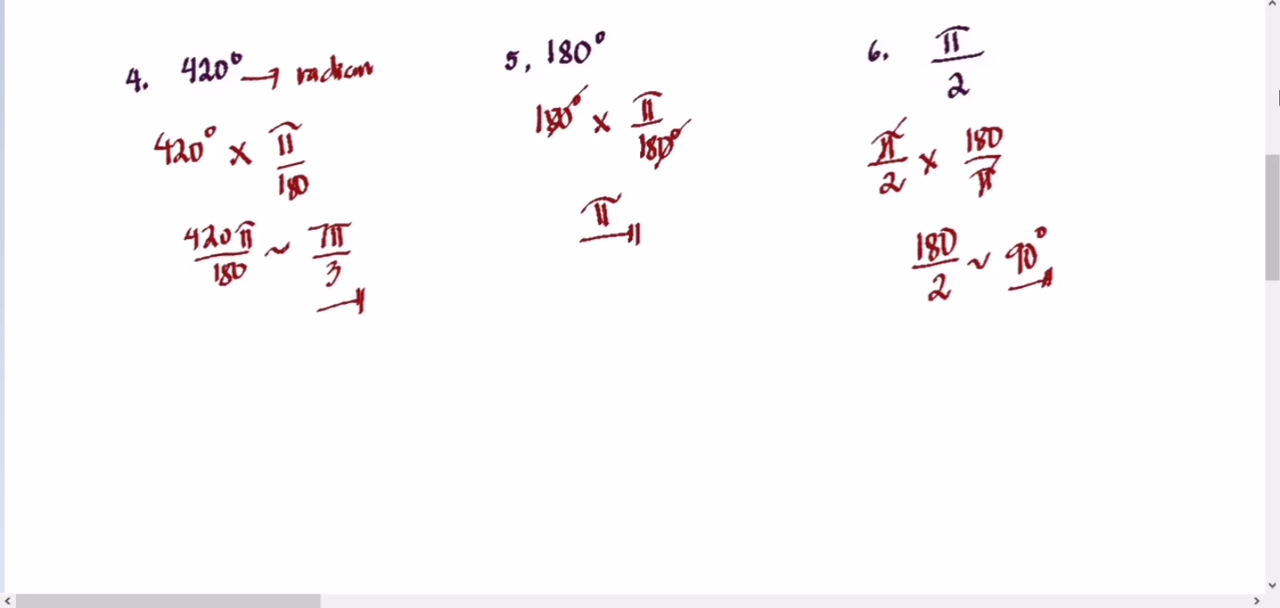 4. 420° → radian
420° × π/180
420π/180 ~ 7π/3
5, 180°
180° × π/180°
π
6. π/2
π/2 × 180/π
180/2 ~ 90°